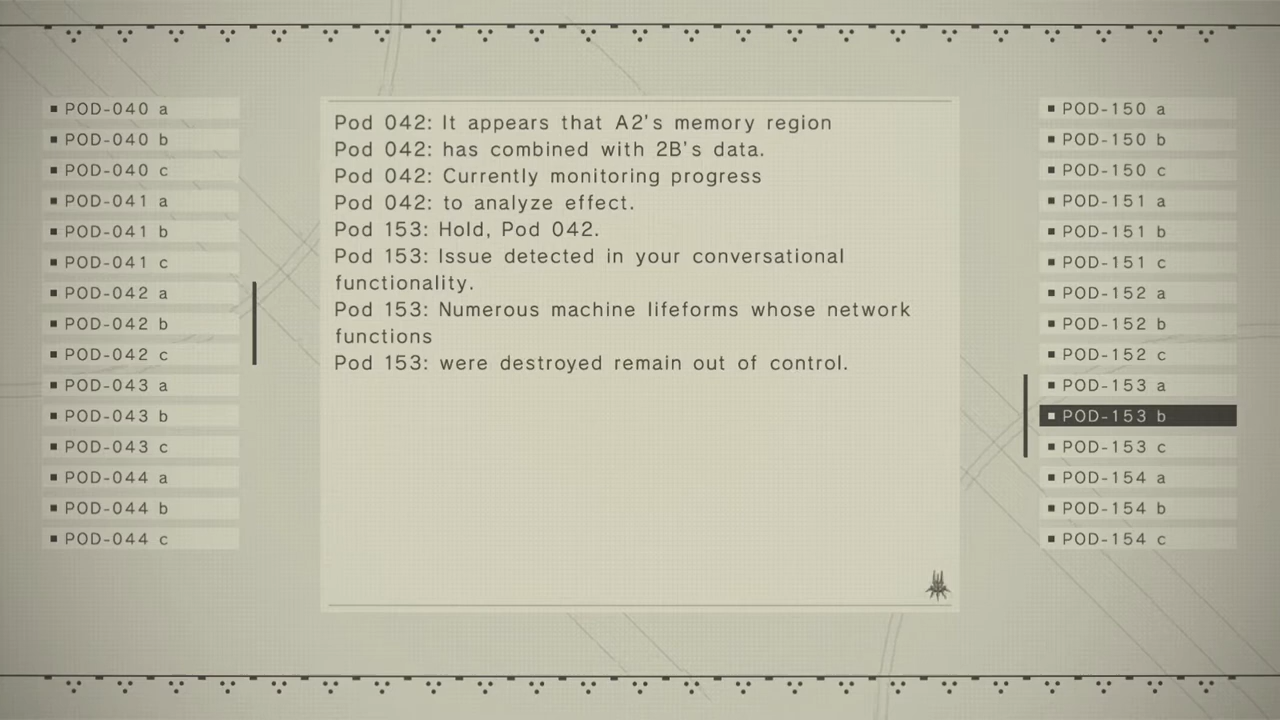 POD-040 a
POD-040 b
POD-040 c
POD-041 a
POD-041 b
POD-041 c
POD-042 a
POD-042 b
POD-042 c
POD-043 a
POD-043 b
POD-043 c
POD-044 a
POD-044 b
POD-044 c
Pod 042: It appears that A2's memory region
Pod 042: has combined with 2B's data.
Pod 042: Currently monitoring progress
Pod 042: to analyze effect.
Pod 153: Hold, Pod 042.
Pod 153: Issue detected in your conversational
functionality.
Pod 153: Numerous machine lifeforms whose network
functions
Pod 153: were destroyed remain out of control.
POD-150 a
POD-150 b
POD-150 c
POD-151 a
POD-151 b
POD-151 c
POD-152 a
POD-152 b
POD-152 c
POD-153 a
POD-153 b
POD-153 c
POD-154 a
POD-154 b
POD-154 c